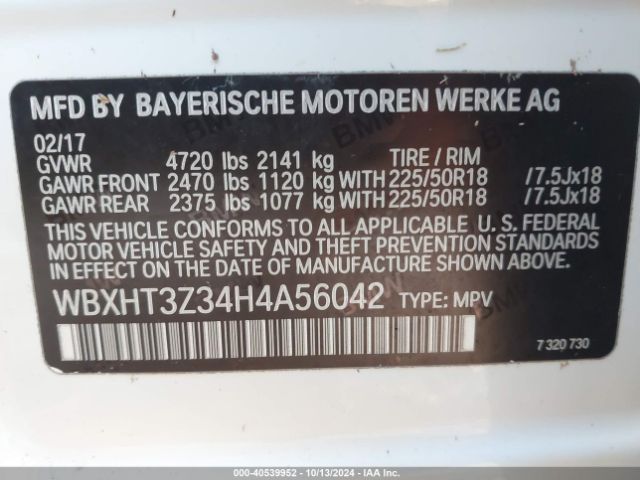 MFD BY BAYERISCHE MOTOREN WERKE AG
02/17
GVWR 4720 lbs 2141 kg TIRE / RIM
GAWR FRONT 2470 lbs 1120 kg WITH 225/50R18 /7.5Jx18
GAWR REAR 2375 lbs 1077 kg WITH 225/50R18 /7.5Jx18
THIS VEHICLE CONFORMS TO ALL APPLICABLE U.S. FEDERAL
MOTOR VEHICLE SAFETY AND THEFT PREVENTION STANDARDS
IN EFFECT ON THE DATE OF MANUFACTURE SHOWN ABOVE.
WBXHT3Z34H4A56042 TYPE: MPV
7 320 730
000-40539952 - 10/13/2024 - IAA, Inc.